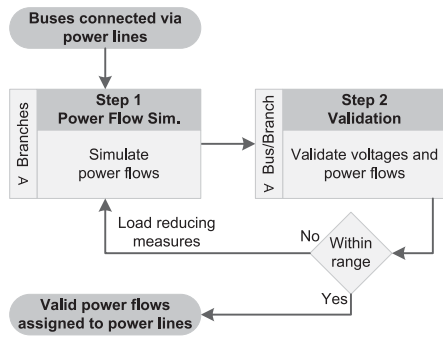 Buses connected via
power lines
∀ Branches
Step 1
Power Flow Sim.
Simulate
power flows
∀ Bus/Branch
Step 2
Validation
Validate voltages and
power flows
Load reducing
measures
No
Within
range
Yes
Valid power flows
assigned to power lines